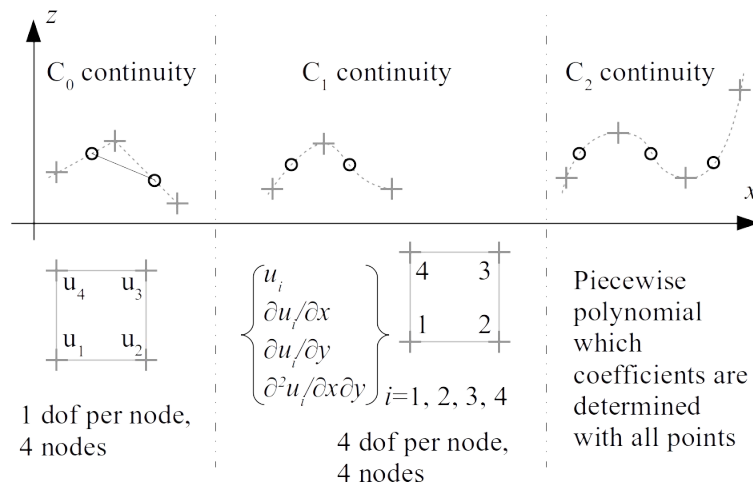 z
C₀ continuity
C₁ continuity
C₂ continuity
x
u₄ u₃
u₁ u₂
1 dof per node,
4 nodes
uᵢ
∂uᵢ/∂x
∂uᵢ/∂y
∂²uᵢ/∂x∂y
4 3
1 2
i=1, 2, 3, 4
4 dof per node,
4 nodes
Piecewise
polynomial
which
coefficients are
determined
with all points